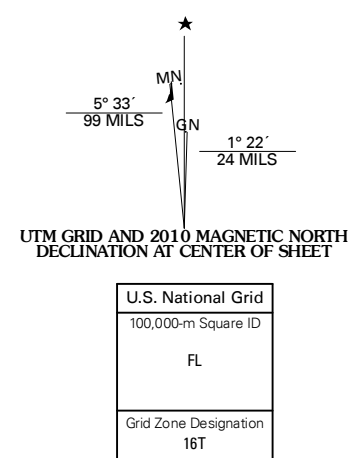 MN
5° 33´
99 MILS
GN
1° 22´
24 MILS
UTM GRID AND 2010 MAGNETIC NORTH
DECLINATION AT CENTER OF SHEET
U.S. National Grid
100,000-m Square ID
FL
Grid Zone Designation
16T